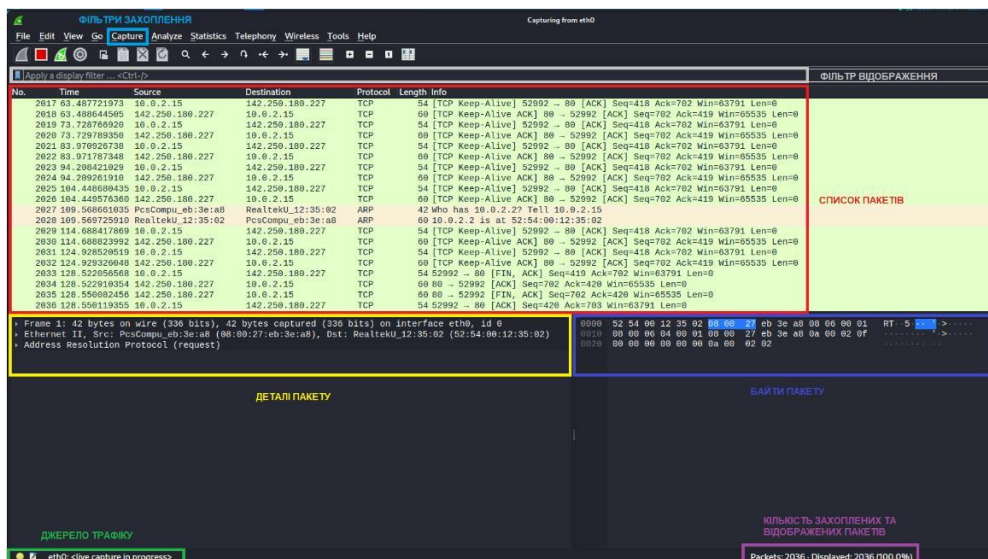 ФІЛЬТРИ ЗАХОПЛЕННЯ
Capturing from eth0
File Edit View Go Capture Analyze Statistics Telephony Wireless Tools Help
Apply a display filter ... <Ctrl-/>
ФІЛЬТР ВІДОБРАЖЕННЯ
No. Time Source Destination Protocol Length Info
2017 63.487721973 10.0.2.15 142.250.180.227 TCP 54 [TCP Keep-Alive] 52992 → 80 [ACK] Seq=418 Ack=702 Win=63791 Len=0
2018 63.488644505 142.250.180.227 10.0.2.15 TCP 60 [TCP Keep-Alive ACK] 80 → 52992 [ACK] Seq=702 Ack=419 Win=65535 Len=0
2019 73.728766920 10.0.2.15 142.250.180.227 TCP 54 [TCP Keep-Alive] 52992 → 80 [ACK] Seq=418 Ack=702 Win=63791 Len=0
2020 73.729789350 142.250.180.227 10.0.2.15 TCP 60 [TCP Keep-Alive ACK] 80 → 52992 [ACK] Seq=702 Ack=419 Win=65535 Len=0
2021 83.970926738 10.0.2.15 142.250.180.227 TCP 54 [TCP Keep-Alive] 52992 → 80 [ACK] Seq=418 Ack=702 Win=63791 Len=0
2022 83.971787348 142.250.180.227 10.0.2.15 TCP 60 [TCP Keep-Alive ACK] 80 → 52992 [ACK] Seq=702 Ack=419 Win=65535 Len=0
2023 94.208421029 10.0.2.15 142.250.180.227 TCP 54 [TCP Keep-Alive] 52992 → 80 [ACK] Seq=418 Ack=702 Win=63791 Len=0
2024 94.209261910 142.250.180.227 10.0.2.15 TCP 60 [TCP Keep-Alive ACK] 80 → 52992 [ACK] Seq=702 Ack=419 Win=65535 Len=0
2025 104.448680435 10.0.2.15 142.250.180.227 TCP 54 [TCP Keep-Alive] 52992 → 80 [ACK] Seq=418 Ack=702 Win=63791 Len=0
2026 104.449576360 142.250.180.227 10.0.2.15 TCP 60 [TCP Keep-Alive ACK] 80 → 52992 [ACK] Seq=702 Ack=419 Win=65535 Len=0
СПИСОК ПАКЕТІВ
2027 109.568661035 PcsCompu_eb:3e:a8 RealtekU_12:35:02 ARP 42 Who has 10.0.2.2? Tell 10.0.2.15
2028 109.569725910 RealtekU_12:35:02 PcsCompu_eb:3e:a8 ARP 60 10.0.2.2 is at 52:54:00:12:35:02
2029 114.688417869 10.0.2.15 142.250.180.227 TCP 54 [TCP Keep-Alive] 52992 → 80 [ACK] Seq=418 Ack=702 Win=63791 Len=0
2030 114.688823992 142.250.180.227 10.0.2.15 TCP 60 [TCP Keep-Alive ACK] 80 → 52992 [ACK] Seq=702 Ack=419 Win=65535 Len=0
2031 124.928520519 10.0.2.15 142.250.180.227 TCP 54 [TCP Keep-Alive] 52992 → 80 [ACK] Seq=418 Ack=702 Win=63791 Len=0
2032 124.929326048 142.250.180.227 10.0.2.15 TCP 60 [TCP Keep-Alive ACK] 80 → 52992 [ACK] Seq=702 Ack=419 Win=65535 Len=0
2033 128.522056568 10.0.2.15 142.250.180.227 TCP 54 52992 → 80 [FIN, ACK] Seq=419 Ack=702 Win=63791 Len=0
2034 128.522910354 142.250.180.227 10.0.2.15 TCP 60 80 → 52992 [ACK] Seq=702 Ack=420 Win=65535 Len=0
2035 128.550082456 142.250.180.227 10.0.2.15 TCP 60 80 → 52992 [FIN, ACK] Seq=702 Ack=420 Win=65535 Len=0
2036 128.550119355 10.0.2.15 142.250.180.227 TCP 54 52992 → 80 [ACK] Seq=420 Ack=703 Win=63791 Len=0
Frame 1: 42 bytes on wire (336 bits), 42 bytes captured (336 bits) on interface eth0, id 0
Ethernet II, Src: PcsCompu_eb:3e:a8 (08:00:27:eb:3e:a8), Dst: RealtekU_12:35:02 (52:54:00:12:35:02)
Address Resolution Protocol (request)
0000 52 54 00 12 35 02 08 00 27 eb 3e a8 08 06 00 01 RT··5···'·>·····
0010 08 00 06 04 00 01 08 00 27 eb 3e a8 0a 00 02 0f ········'·>·····
0020 00 00 00 00 00 00 0a 00 02 02 ··········
ДЕТАЛІ ПАКЕТУ
БАЙТИ ПАКЕТУ
ДЖЕРЕЛО ТРАФІКУ
КІЛЬКІСТЬ ЗАХОПЛЕНИХ ТА
ВІДОБРАЖЕНИХ ПАКЕТІВ
eth0: <live capture in progress>
Packets: 2036 · Displayed: 2036 (100.0%)